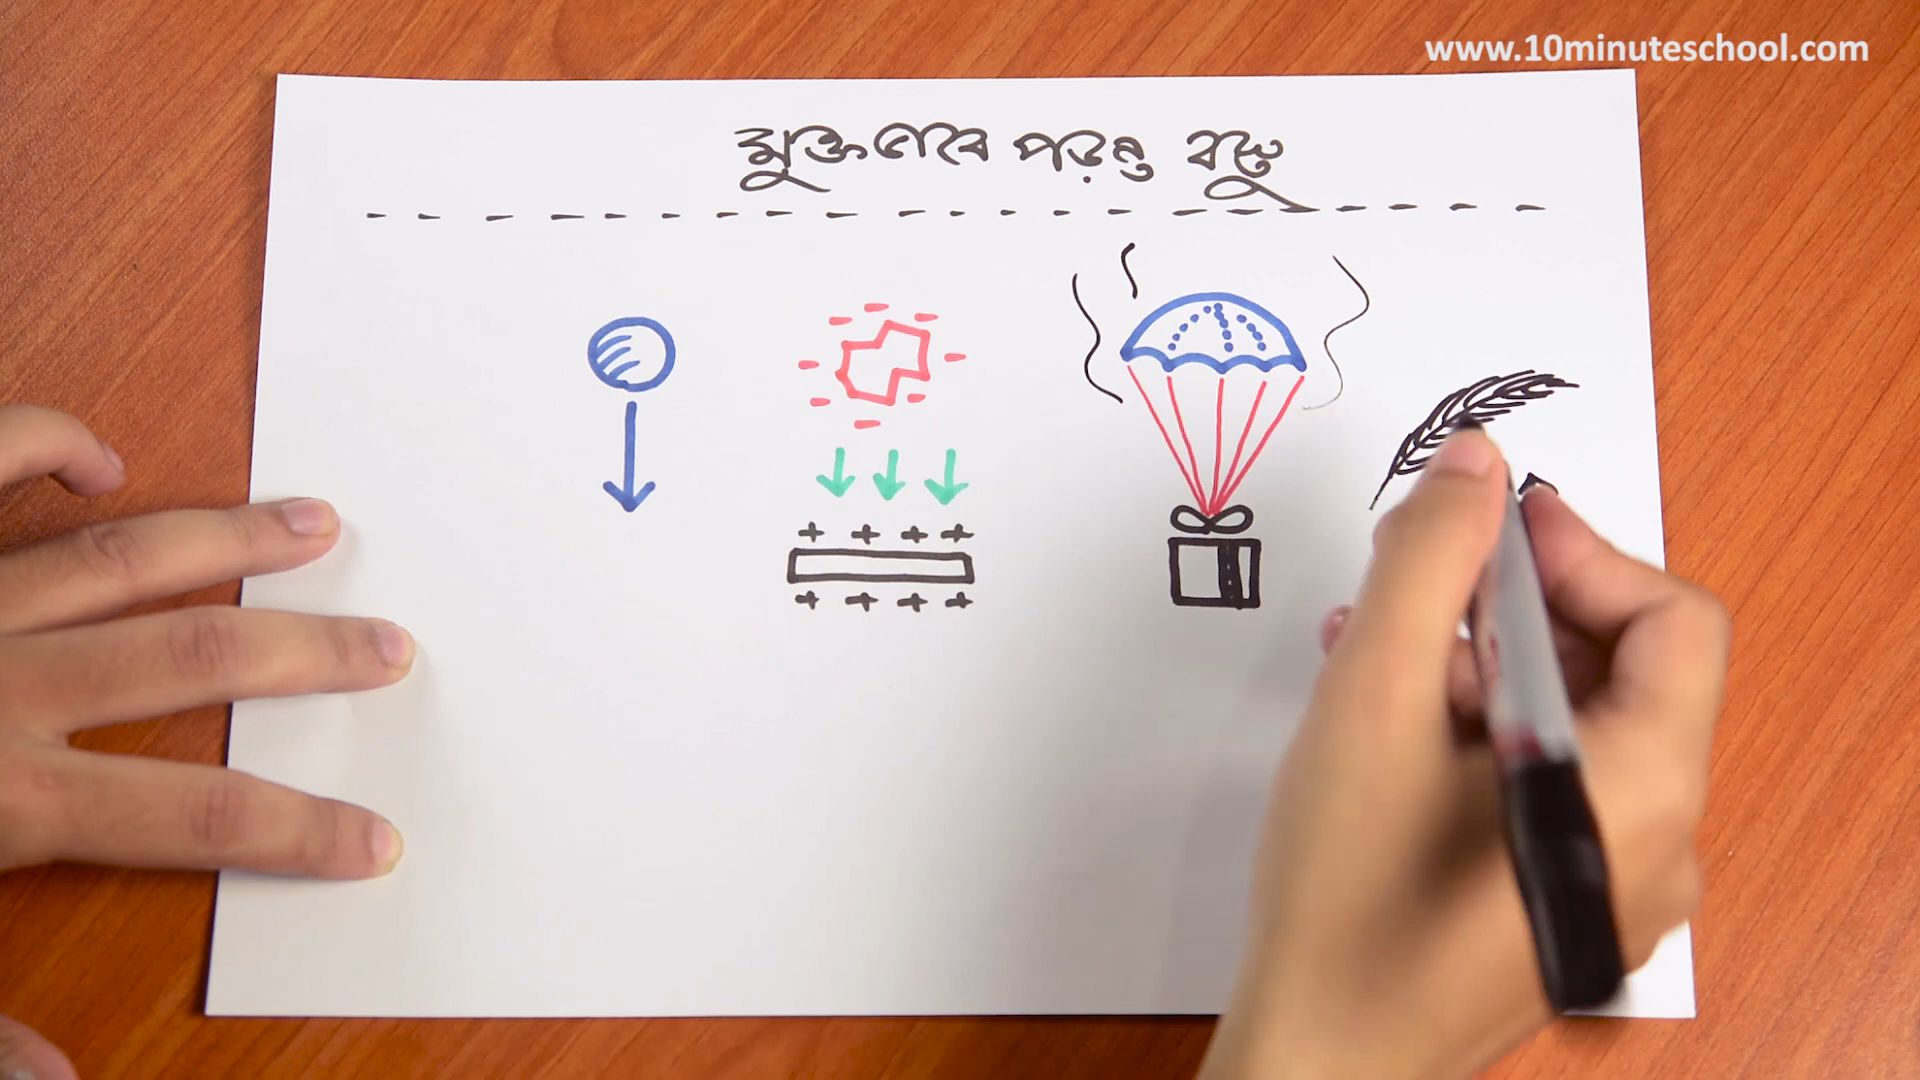 www.10minuteschool.com
মুক্তভাবে পড়ন্ত বস্তু
+ + + +
+ + + +